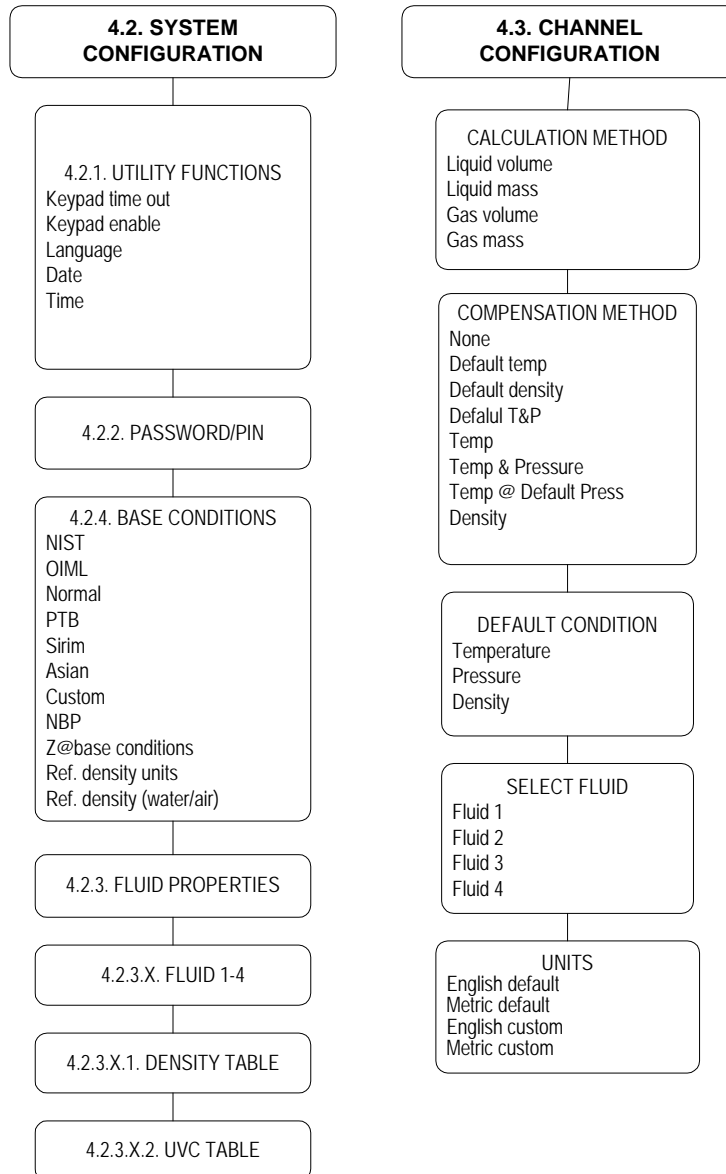 4.2. SYSTEM
CONFIGURATION
4.2.1. UTILITY FUNCTIONS
Keypad time out
Keypad enable
Language
Date
Time
4.2.2. PASSWORD/PIN
4.2.4. BASE CONDITIONS
NIST
OIML
Normal
PTB
Sirim
Asian
Custom
NBP
Z@base conditions
Ref. density units
Ref. density (water/air)
4.2.3. FLUID PROPERTIES
4.2.3.X. FLUID 1-4
4.2.3.X.1. DENSITY TABLE
4.2.3.X.2. UVC TABLE
4.3. CHANNEL
CONFIGURATION
CALCULATION METHOD
Liquid volume
Liquid mass
Gas volume
Gas mass
COMPENSATION METHOD
None
Default temp
Default density
Defalul T&P
Temp
Temp & Pressure
Temp @ Default Press
Density
DEFAULT CONDITION
Temperature
Pressure
Density
SELECT FLUID
Fluid 1
Fluid 2
Fluid 3
Fluid 4
UNITS
English default
Metric default
English custom
Metric custom